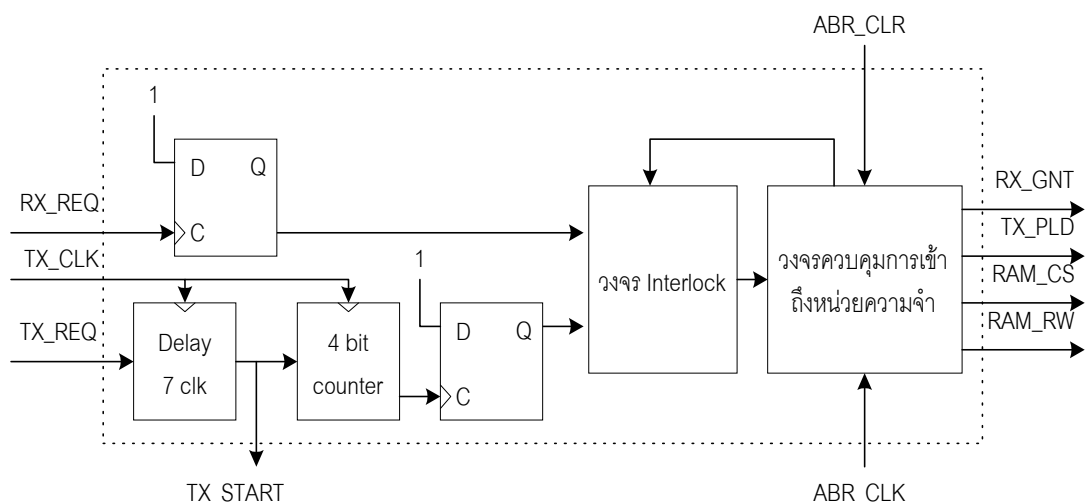 ABR_CLR
1
D Q
RX_REQ
C
RX_GNT
TX_CLK
1
TX_PLD
วงจร Interlock
วงจรควบคุมการเข้า
ถึงหน่วยความจำ
RAM_CS
TX_REQ
Delay
7 clk
4 bit
counter
D Q
C
RAM_RW
TX_START
ABR_CLK